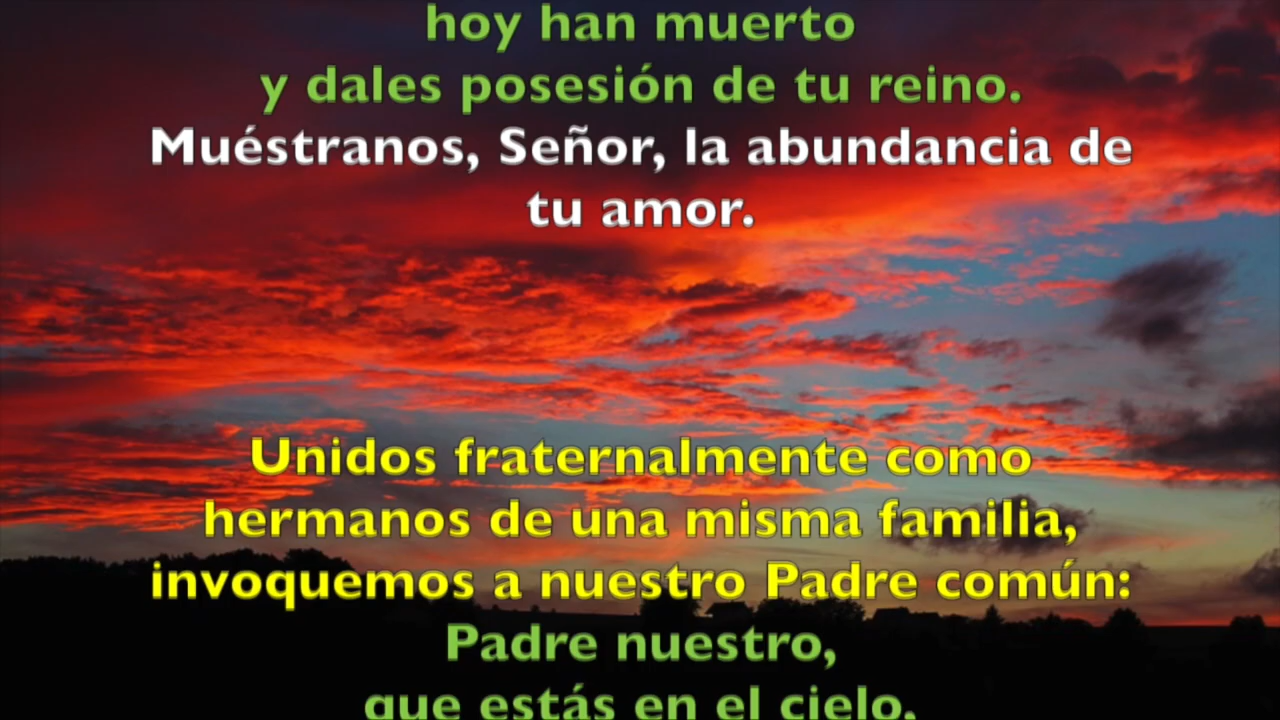 hoy han muerto
y dales posesión de tu reino.
Muéstranos, Señor, la abundancia de
tu amor.
Unidos fraternalmente como
hermanos de una misma familia,
invoquemos a nuestro Padre común:
Padre nuestro,
que estás en el cielo,